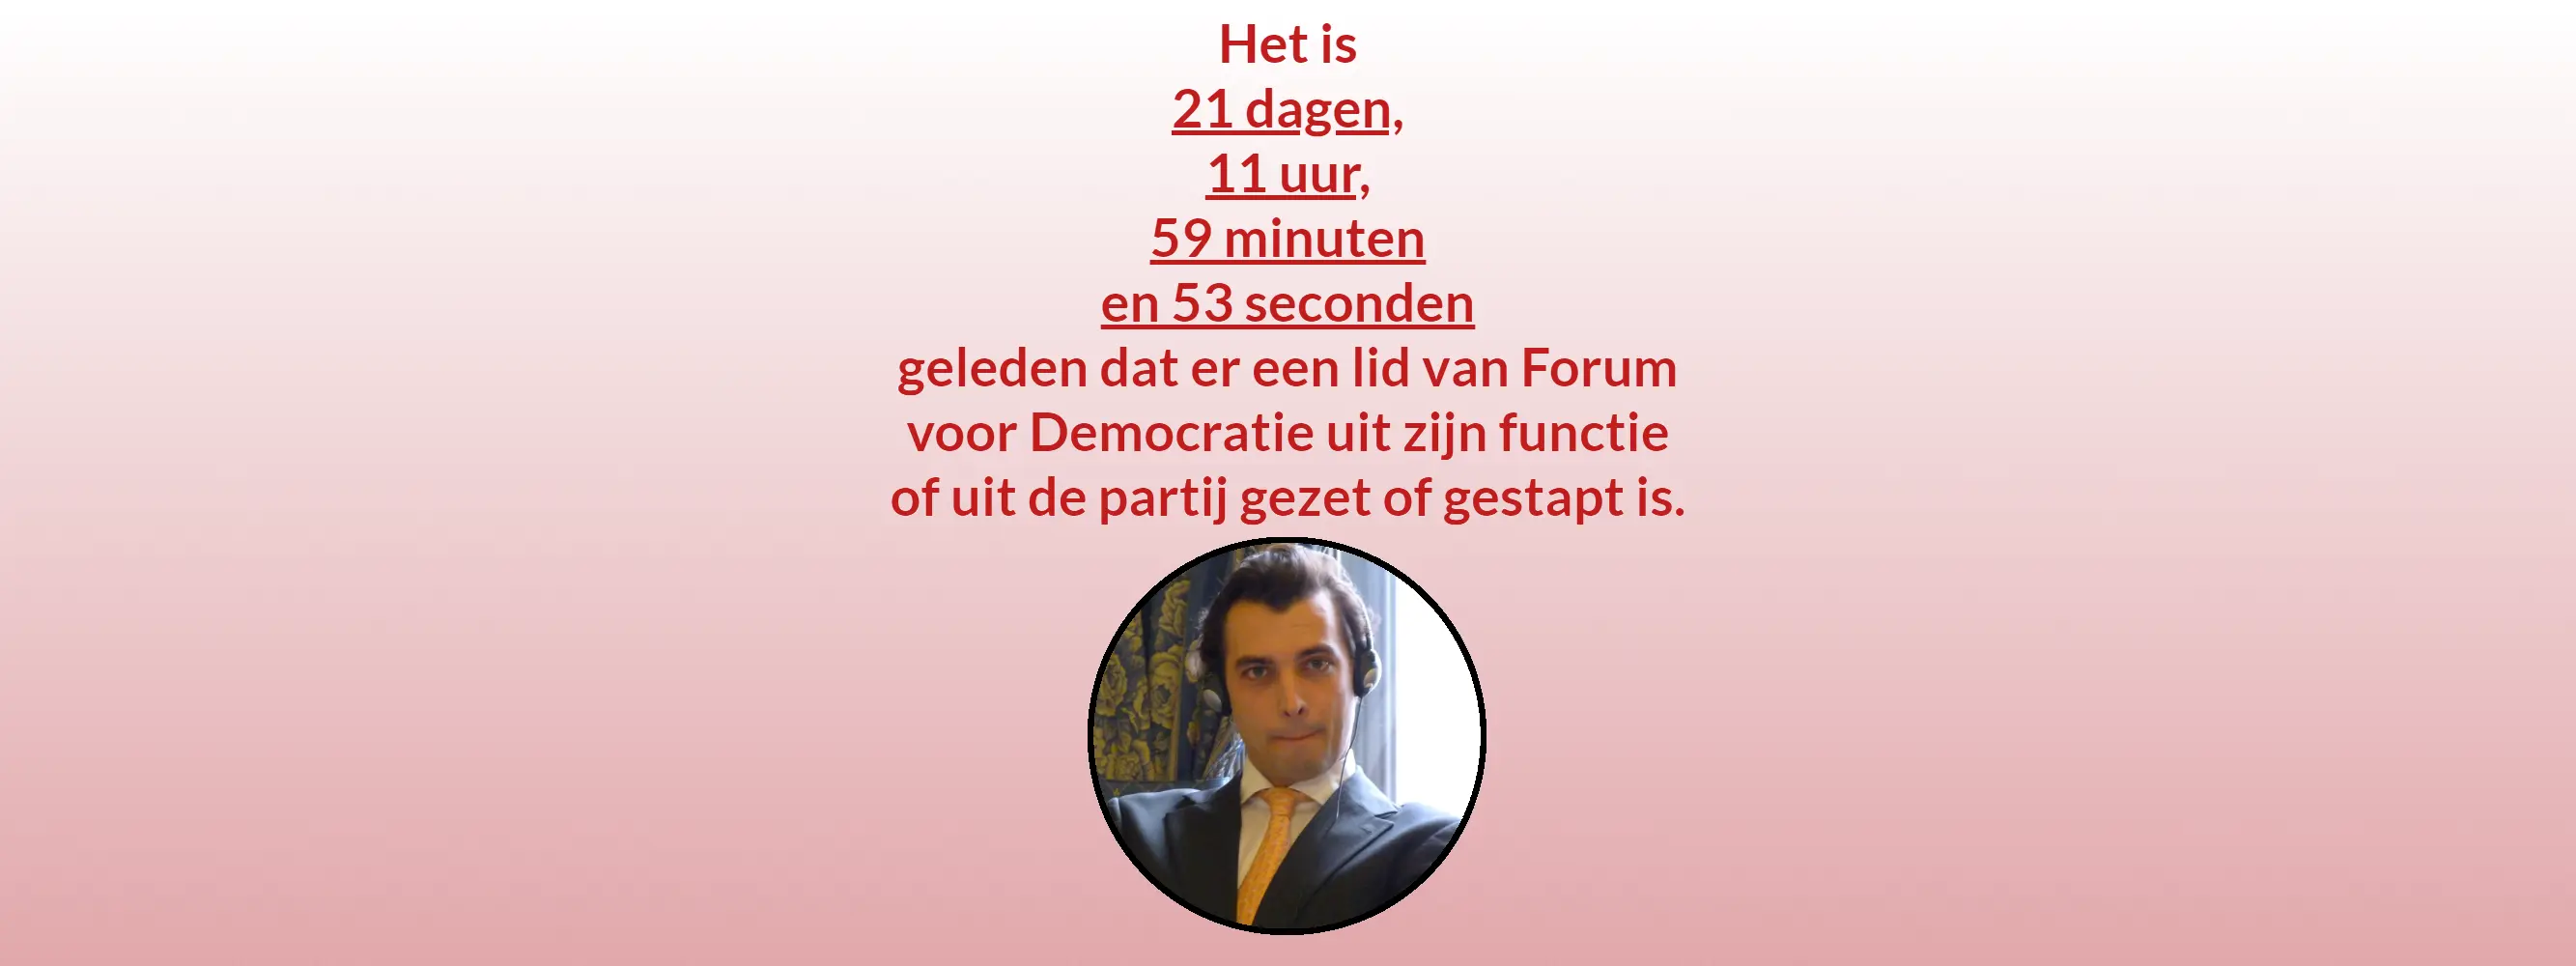 Het is
21 dagen,
11 uur,
59 minuten
en 53 seconden
geleden dat er een lid van Forum
voor Democratie uit zijn functie
of uit de partij gezet of gestapt is.